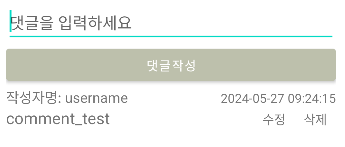 댓글을 입력하세요
댓글작성
작성자명: username 2024-05-27 09:24:15
comment_test 수정 삭제